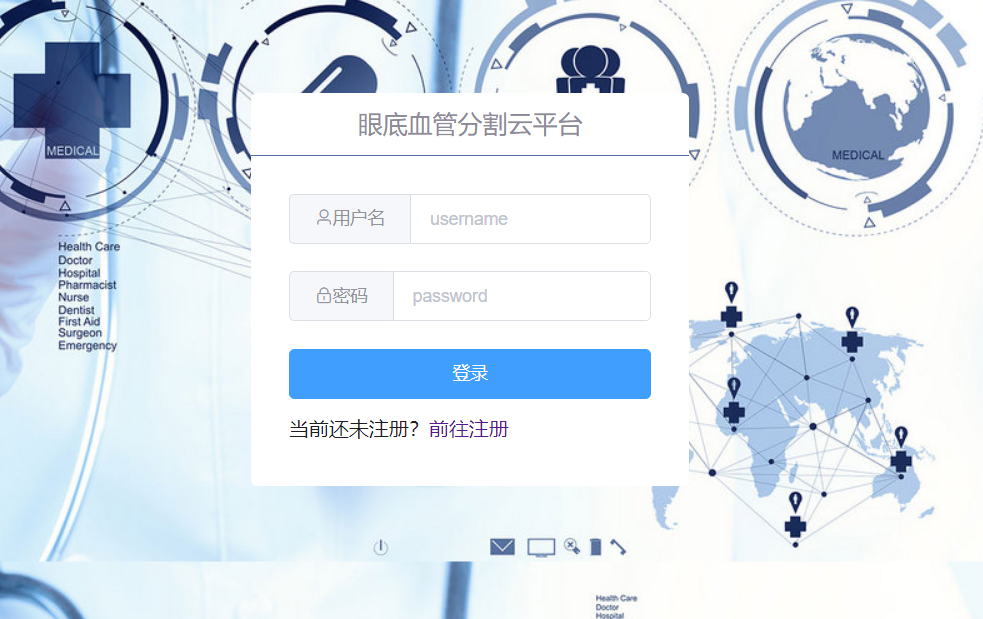 MEDICAL
MEDICAL
眼底血管分割云平台
用户名 username
密码 password
登录
当前还未注册？前往注册
Health Care
Doctor
Hospital
Pharmacist
Nurse
Dentist
First Aid
Surgeon
Emergency
Health Care
Doctor
Hospital